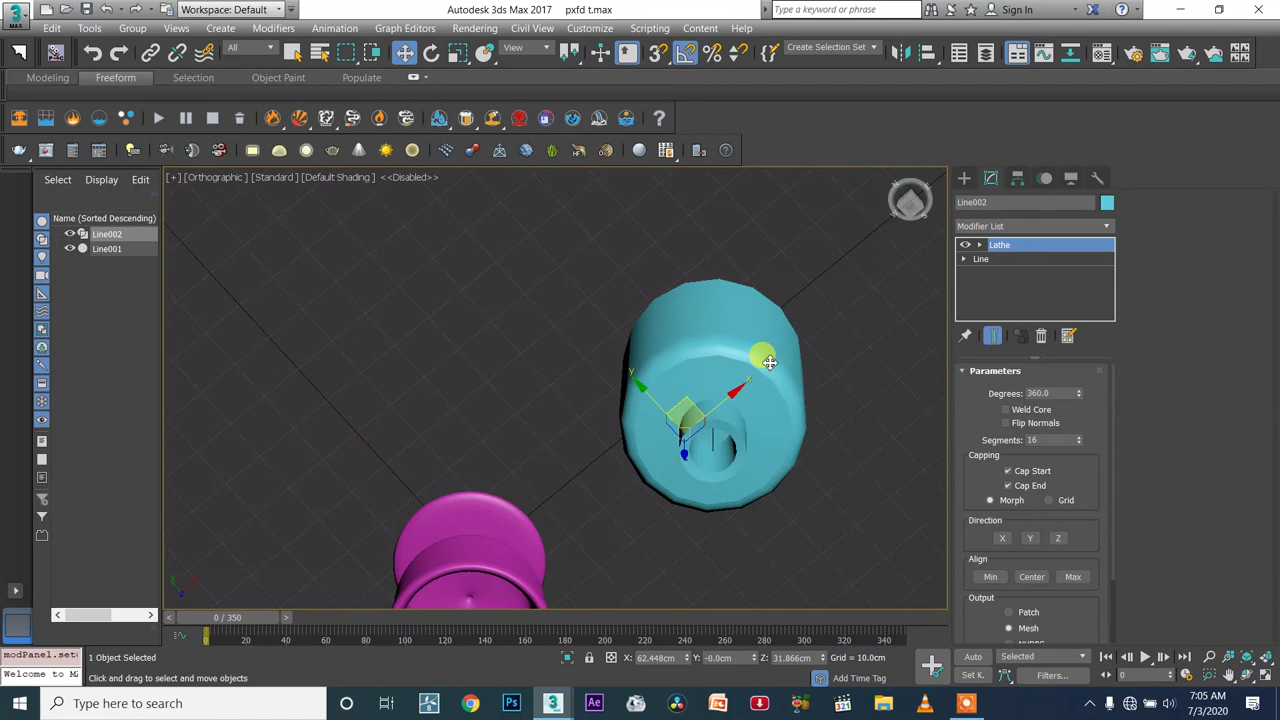 Workspace: Default
Autodesk 3ds Max 2017   pxfd t.max
Type a keyword or phrase
Sign In
3 MAX
Edit Tools Group Views Create Modifiers Animation Graph Editors Rendering Civil View Customize Scripting Content Help
All
View
Create Selection Set
Modeling Freeform Selection Object Paint Populate
Select Display Edit
[+] [Orthographic] [Standard] [Default Shading] <<Disabled>>
Name (Sorted Descending)
Line002
Line001
x
y
Line002
Modifier List
Lathe
Line
Parameters
Degrees: 360.0
Weld Core
Flip Normals
Segments: 16
Capping
Cap Start
Cap End
Morph Grid
Direction
X Y Z
Align
Min Center Max
Output
Patch
Mesh
0 / 350
0 20 40 60 80 100 120 140 160 180 200 220 240 260 280 300 320 340
modPanel.set(
Welcome to M
1 Object Selected
Click and drag to select and move objects
X: 62.448cm Y: -0.0cm Z: 31.866cm Grid = 10.0cm
Add Time Tag
Auto Selected
Set K. Filters...
0
Type here to search
7:05 AM
7/3/2020